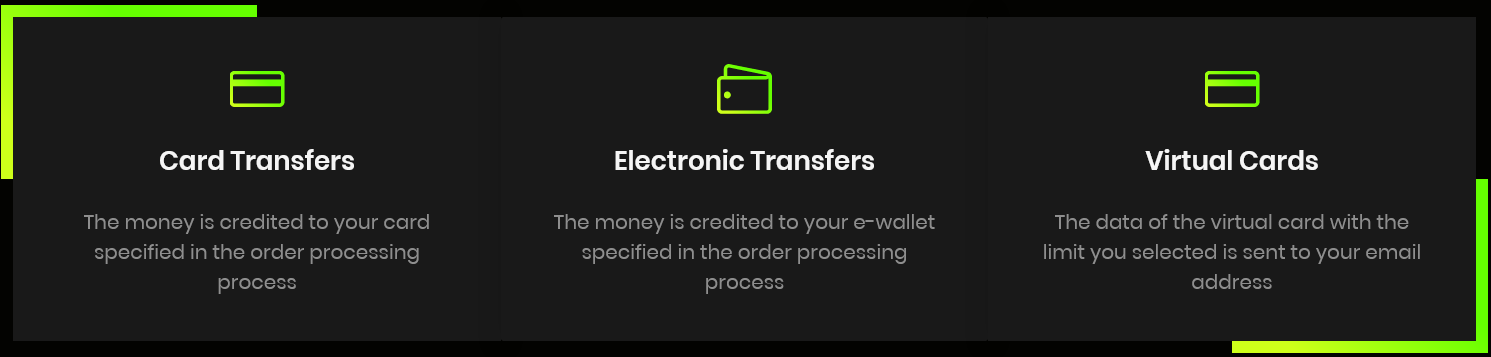 Card Transfers
The money is credited to your card
specified in the order processing
process
Electronic Transfers
The money is credited to your e-wallet
specified in the order processing
process
Virtual Cards
The data of the virtual card with the
limit you selected is sent to your email
address